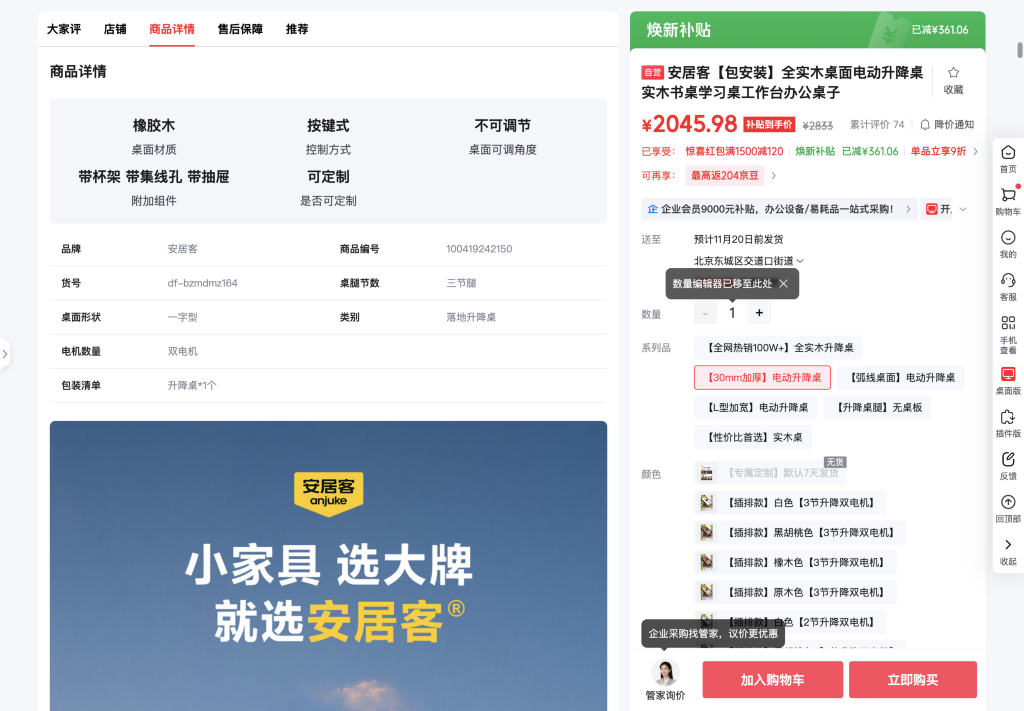 大家评 店铺 商品详情 售后保障 推荐
商品详情
橡胶木 按键式 不可调节
桌面材质 控制方式 桌面可调角度
带杯架 带集线孔 带抽屉 可定制
附加组件 是否可定制
品牌 安居客 商品编号 100419242150
货号 df-bzmdmz164 桌腿节数 三节腿
桌面形状 一字型 类别 落地升降桌
电机数量 双电机
包装清单 升降桌*1个
安居客
anjuke
小家具 选大牌
就选安居客®
焕新补贴 已减¥361.06
自营 安居客【包安装】全实木桌面电动升降桌
实木书桌学习桌工作台办公桌子
收藏
¥2045.98 补贴到手价 ¥2833 累计评价 74 降价通知
已享受： 惊喜红包满1500减120 焕新补贴 已减¥361.06 单品立享9折
可再享： 最高返204京豆
企业会员9000元补贴，办公设备/易耗品一站式采购！ 开.
送至 预计11月20日前发货
北京东城区交道口街道
数量编辑器已移至此处
数量 - 1 +
系列品 【全网热销100W+】全实木升降桌
【30mm加厚】电动升降桌 【弧线桌面】电动升降桌
【L型加宽】电动升降桌 【升降桌腿】无桌板
【性价比首选】实木桌
无货
颜色 【专属定制】默认7天发货
【插排款】白色【3节升降双电机】
【插排款】黑胡桃色【3节升降双电机】
【插排款】橡木色【3节升降双电机】
【插排款】原木色【3节升降双电机】
【插排款】白色【2节升降双电机】
企业采购找管家，议价更优惠
管家询价 加入购物车 立即购买
首页
购物车
我的
客服
手机
查看
桌面版
插件版
反馈
回顶部
收起